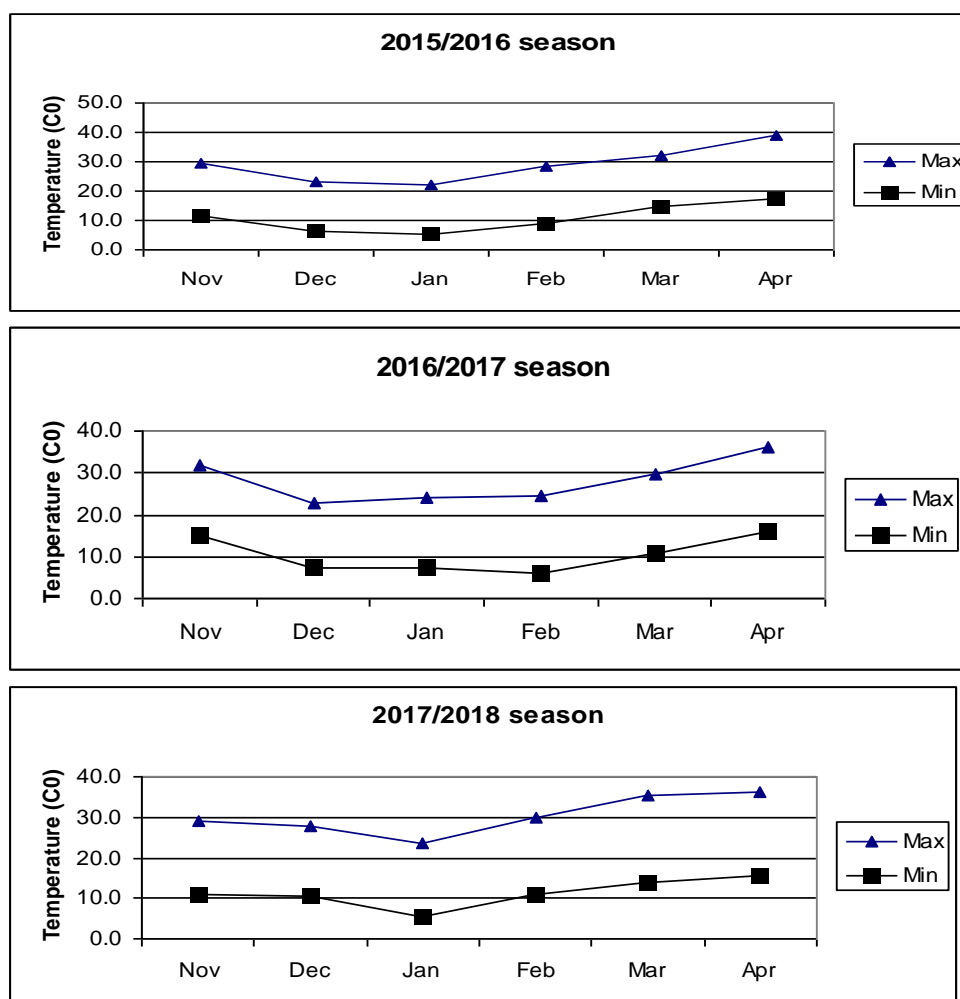 2015/2016 season
Temperature (C0)
50.0
40.0
30.0
20.0
10.0
0.0
Nov Dec Jan Feb Mar Apr
Max
Min
2016/2017 season
Temperature (C0)
40.0
30.0
20.0
10.0
0.0
Nov Dec Jan Feb Mar Apr
Max
Min
2017/2018 season
Temperature (C0)
40.0
30.0
20.0
10.0
0.0
Nov Dec Jan Feb Mar Apr
Max
Min